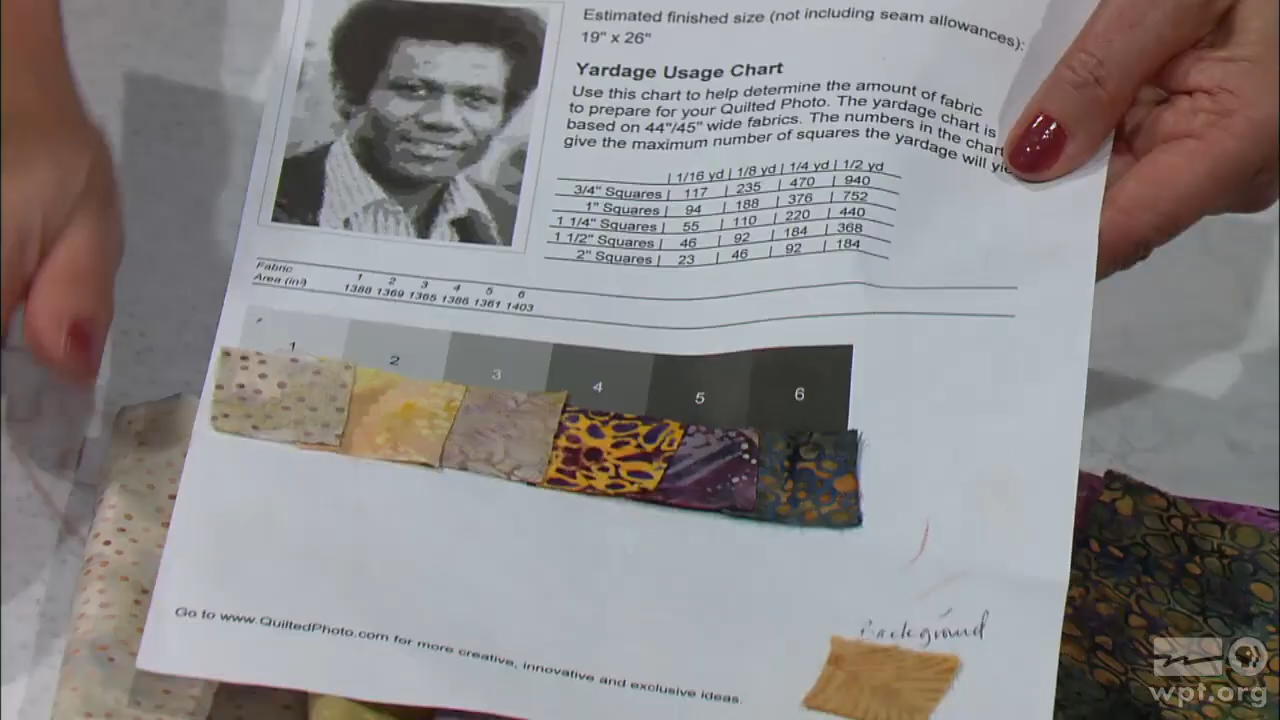 Estimated finished size (not including seam allowances):
19" x 26"
Yardage Usage Chart
Use this chart to help determine the amount of fabric
to prepare for your Quilted Photo. The yardage chart is
based on 44"/45" wide fabrics. The numbers in the chart
give the maximum number of squares the yardage will
| 1/16 yd | 1/8 yd | 1/4 yd | 1/2 yd
3/4" Squares | 117 | 235 | 470 | 940
1" Squares | 94 | 188 | 376 | 752
1 1/4" Squares | 55 | 110 | 220 | 440
1 1/2" Squares | 46 | 92 | 184 | 368
2" Squares | 23 | 46 | 92 | 184
Fabric 1 2 3 4 5 6
Area (in²) 1388 1369 1365 1386 1361 1403
1 2 3 4 5 6
Background
Go to www.QuiltedPhoto.com for more creative, innovative and exclusive ideas.
wpt.org